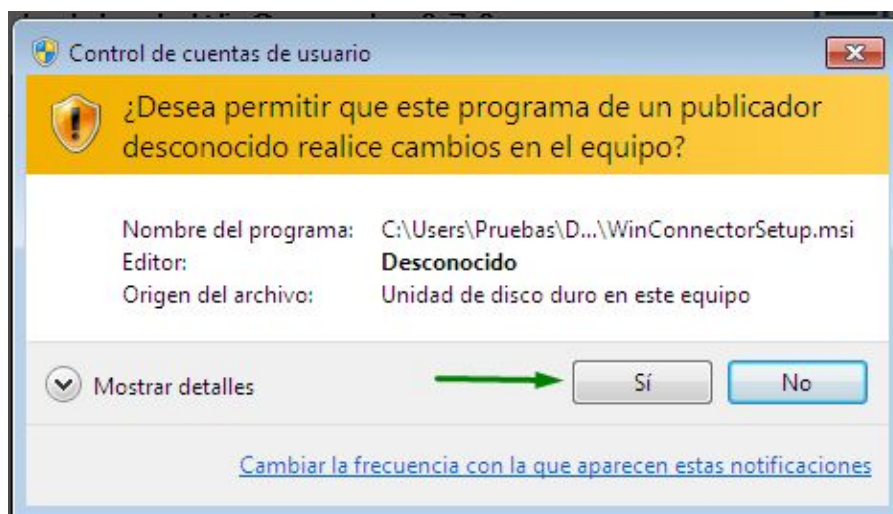 Control de cuentas de usuario
¿Desea permitir que este programa de un publicador
desconocido realice cambios en el equipo?
Nombre del programa: C:\Users\Pruebas\D...\WinConnectorSetup.msi
Editor: Desconocido
Origen del archivo: Unidad de disco duro en este equipo
Mostrar detalles Sí No
Cambiar la frecuencia con la que aparecen estas notificaciones